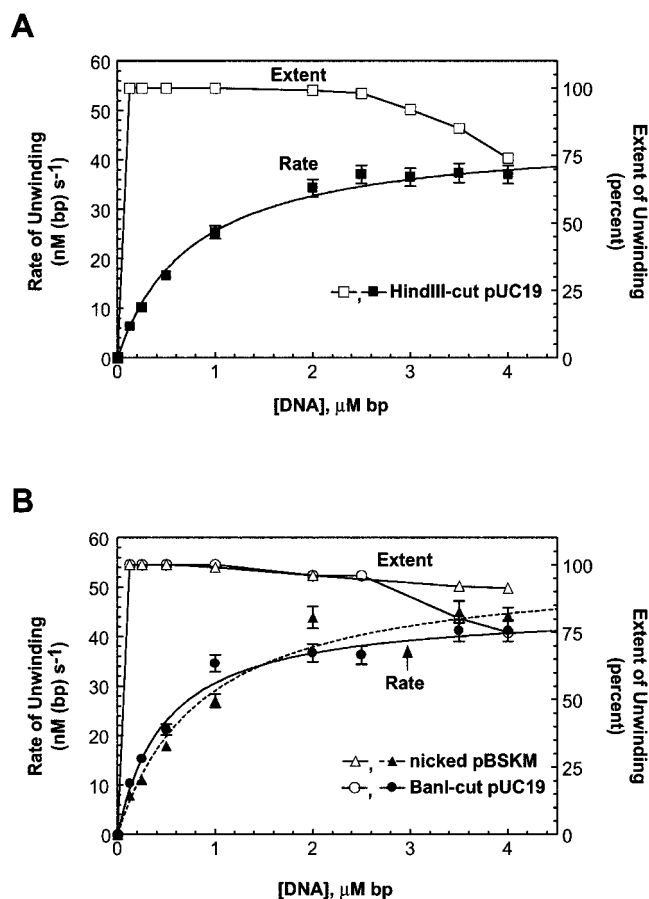 A
Rate of Unwinding
(nM (bp) s-1)
60
50
40
30
20
10
0
Extent
Rate
□,■ HindIII-cut pUC19
100
75
50
25
0
Extent of Unwinding
(percent)
0 1 2 3 4
[DNA], μM bp
B
Rate of Unwinding
(nM (bp) s-1)
60
50
40
30
20
10
0
Extent
Rate
△,▲ nicked pBSKM
○,● BanI-cut pUC19
100
75
50
25
0
Extent of Unwinding
(percent)
0 1 2 3 4
[DNA], μM bp